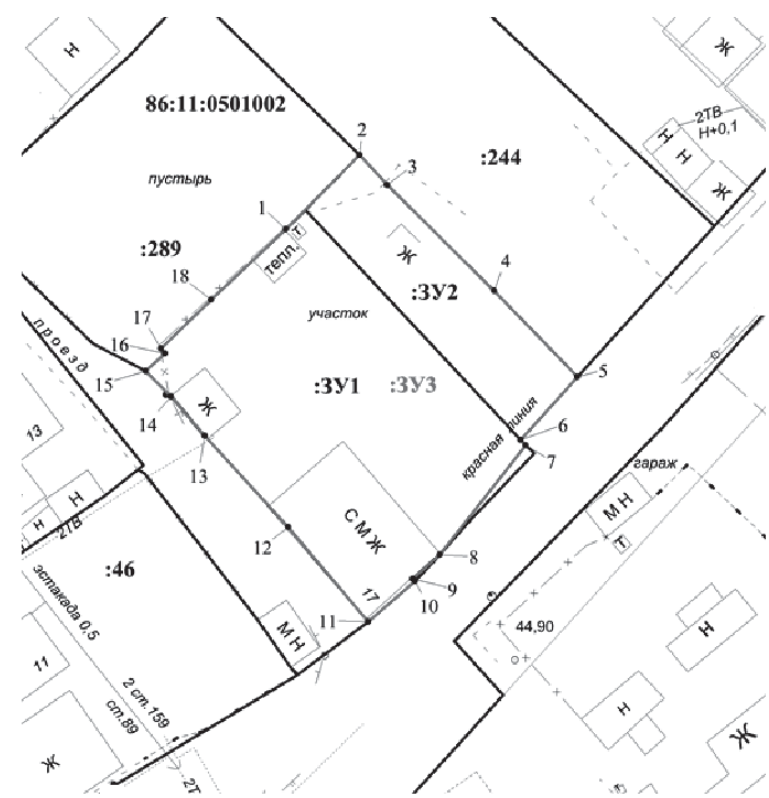 Н
Ж
86:11:0501002
2ТВ
Н+0,1
2
Н
Н
Ж
:244
3
пустырь
1
Т
тепл.
Ж
:289
4
:ЗУ2
18
участок
17
проезд
16
15
:ЗУ1
:ЗУ3
5
14
Ж
красная линия
6
13
13
7
гараж
Н
Н
2ТВ
СМЖ
МН
Т
12
8
:46
9
17
10
эстакада 0,5
11
МН
44,90
Н
11
2 ст.159
ст.89
Н
Ж
Ж
2Т